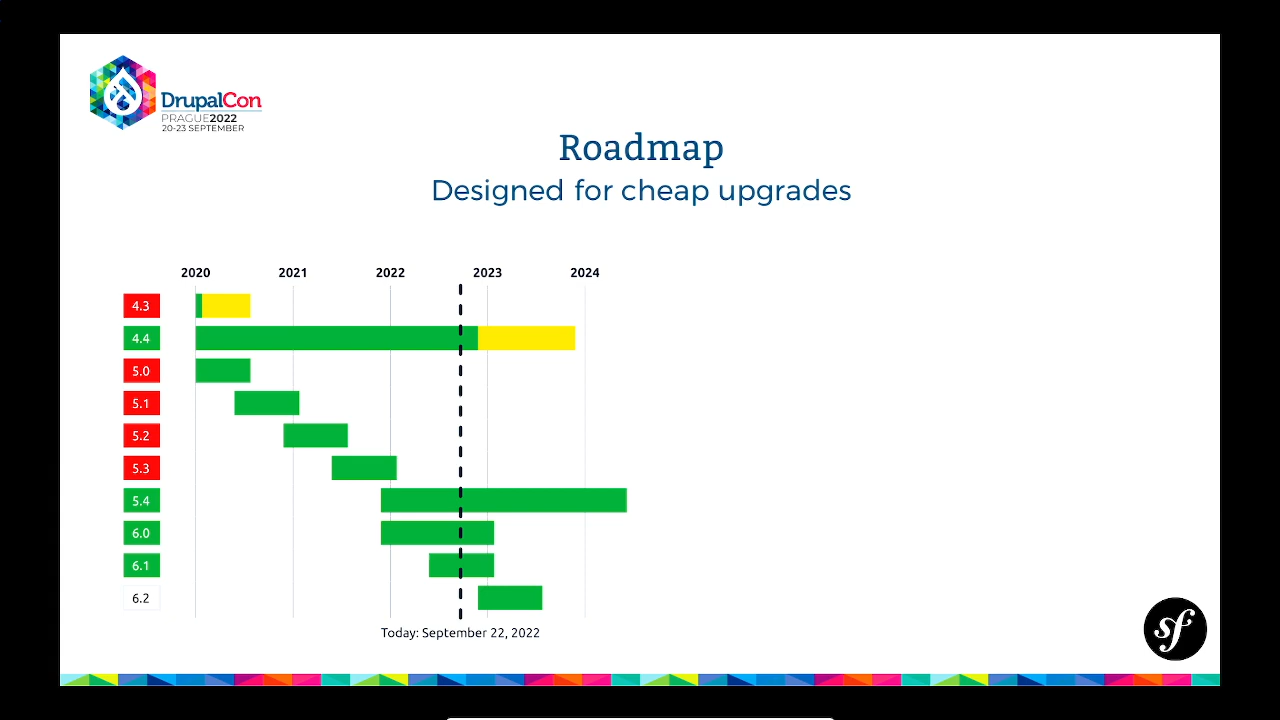 DrupalCon
PRAGUE2022
20-23 SEPTEMBER
Roadmap
Designed for cheap upgrades
2020 2021 2022 2023 2024
4.3
4.4
5.0
5.1
5.2
5.3
5.4
6.0
6.1
6.2
Today: September 22, 2022
sf